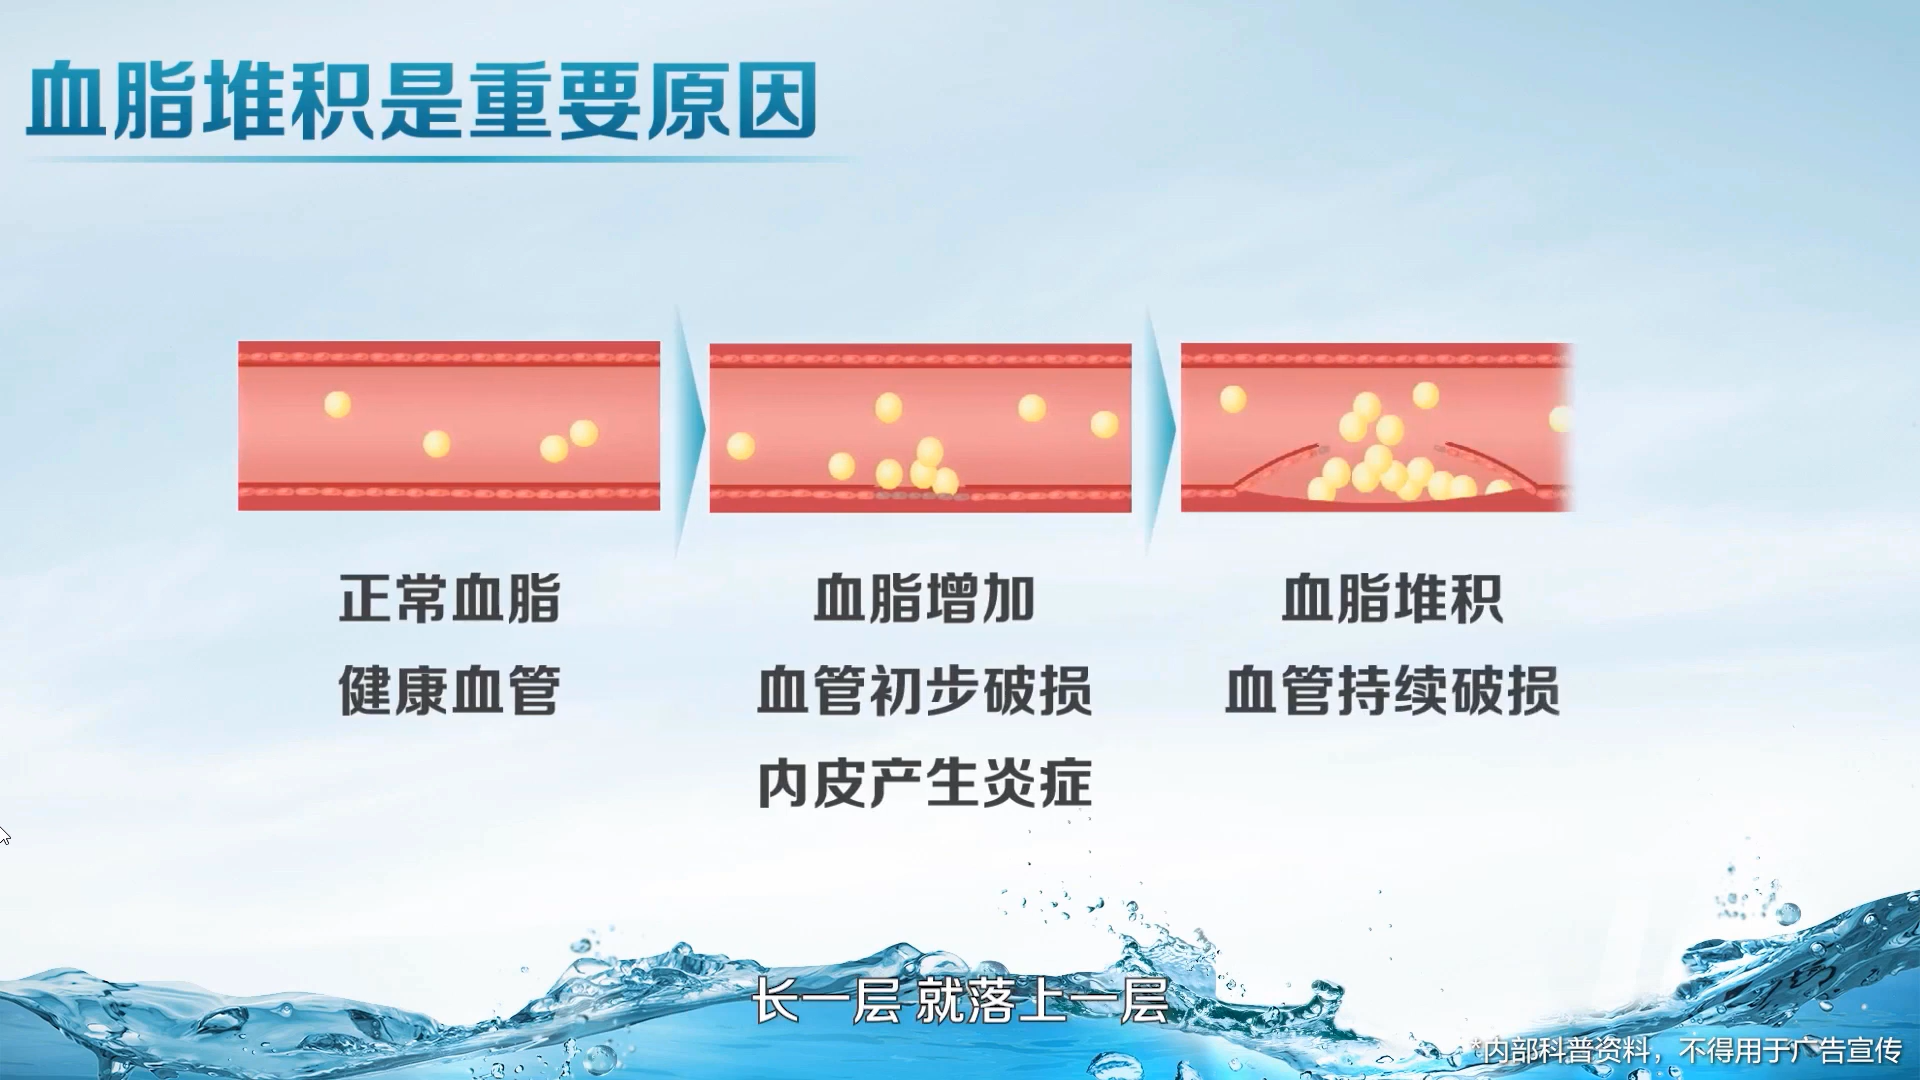 血脂堆积是重要原因
正常血脂
健康血管
血脂增加
血管初步破损
内皮产生炎症
血脂堆积
血管持续破损
长一层 就落上一层
*内部科普资料，不得用于广告宣传